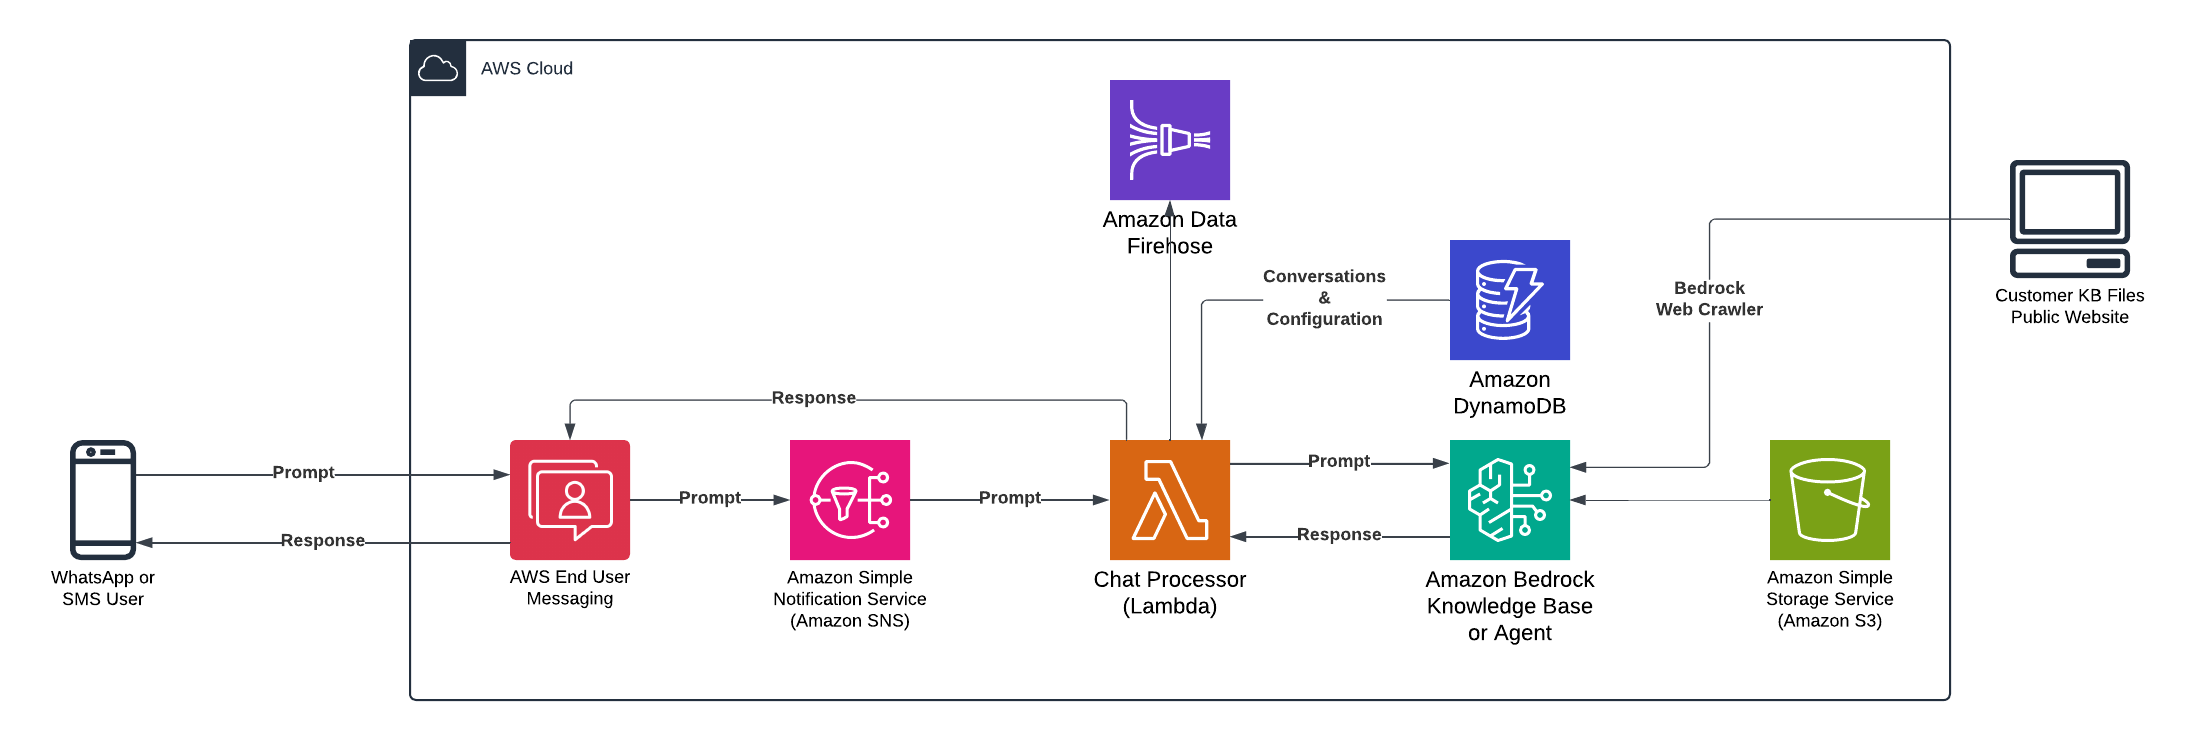 AWS Cloud
Amazon Data
Firehose
Conversations
&
Configuration
Bedrock
Web Crawler
Customer KB Files
Public Website
Amazon
DynamoDB
Response
Prompt
Response
Prompt
Prompt
Prompt
Response
WhatsApp or
SMS User
AWS End User
Messaging
Amazon Simple
Notification Service
(Amazon SNS)
Chat Processor
(Lambda)
Amazon Bedrock
Knowledge Base
or Agent
Amazon Simple
Storage Service
(Amazon S3)